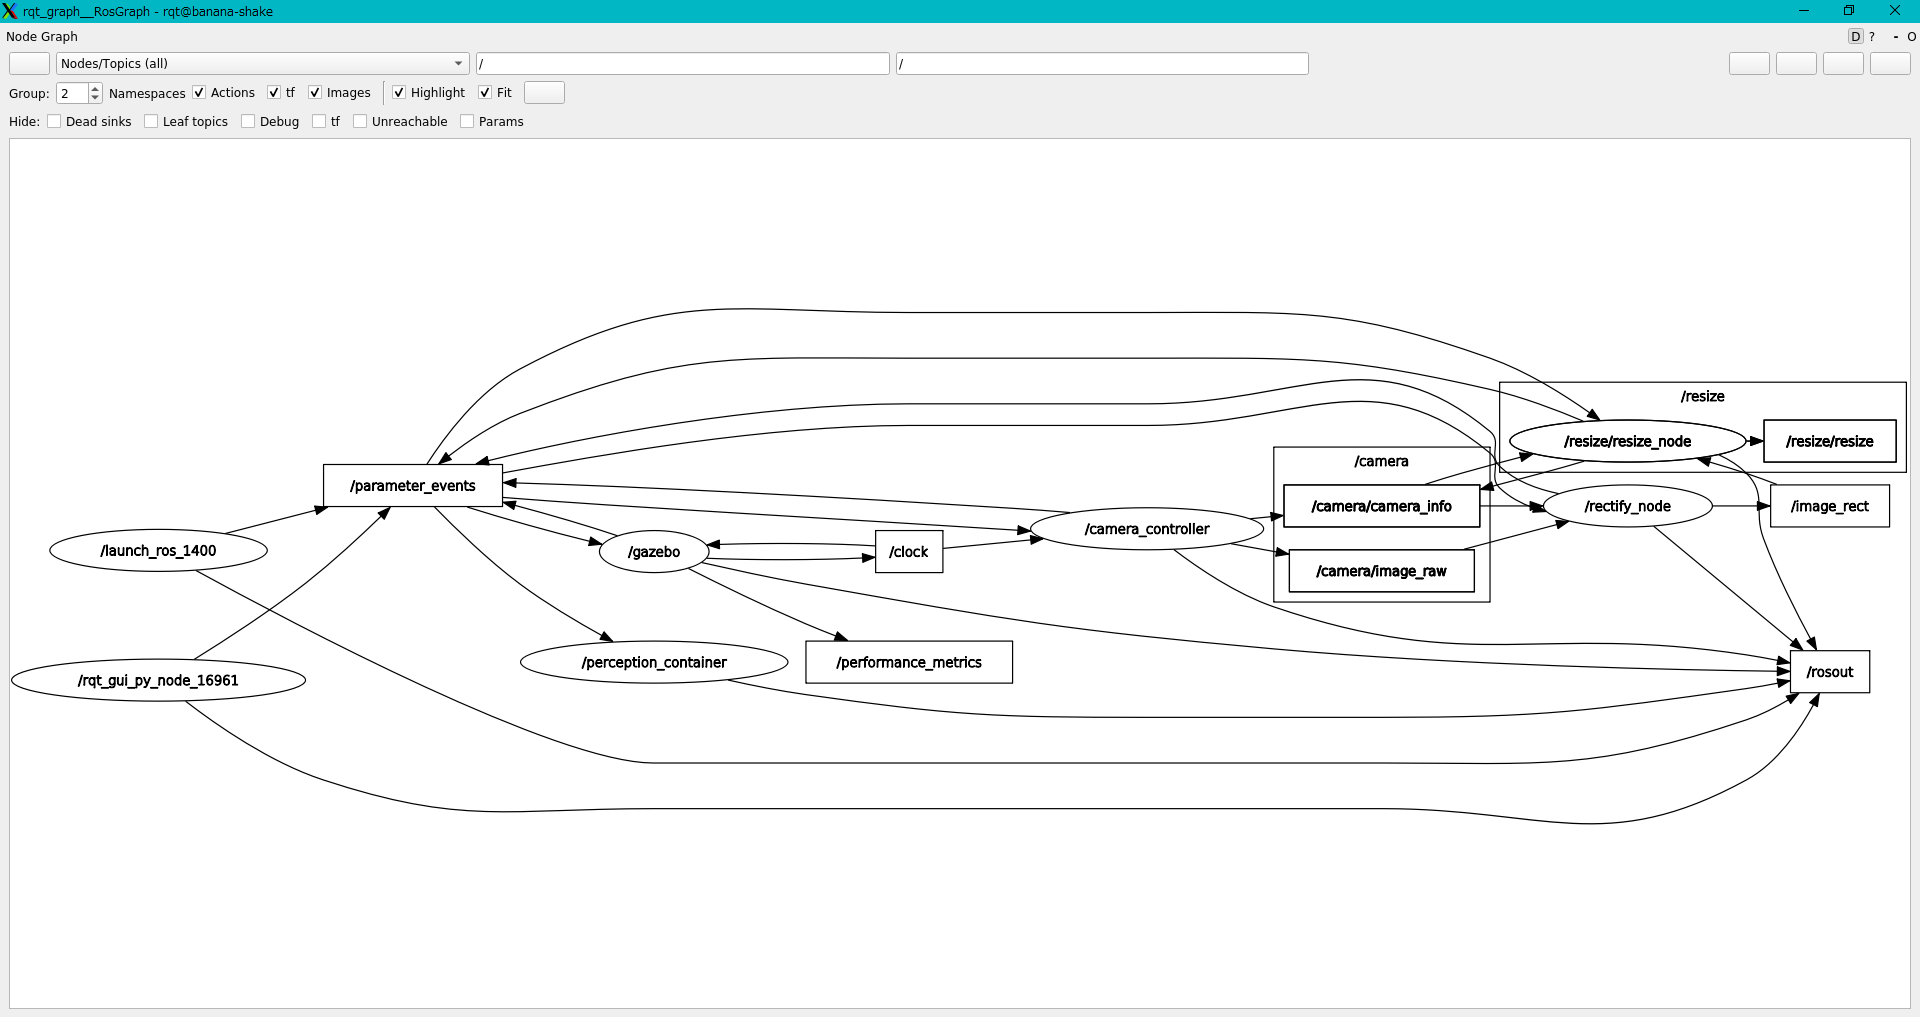 rqt_graph__RosGraph - rqt@banana-shake
Node Graph
D ? - O
Nodes/Topics (all) / /
Group: 2 Namespaces Actions tf Images Highlight Fit
Hide: Dead sinks Leaf topics Debug tf Unreachable Params
/resize
/resize/resize_node
/resize/resize
/camera
/parameter_events
/camera/camera_info
/rectify_node
/image_rect
/camera_controller
/launch_ros_1400
/gazebo
/clock
/camera/image_raw
/perception_container
/performance_metrics
/rosout
/rqt_gui_py_node_16961